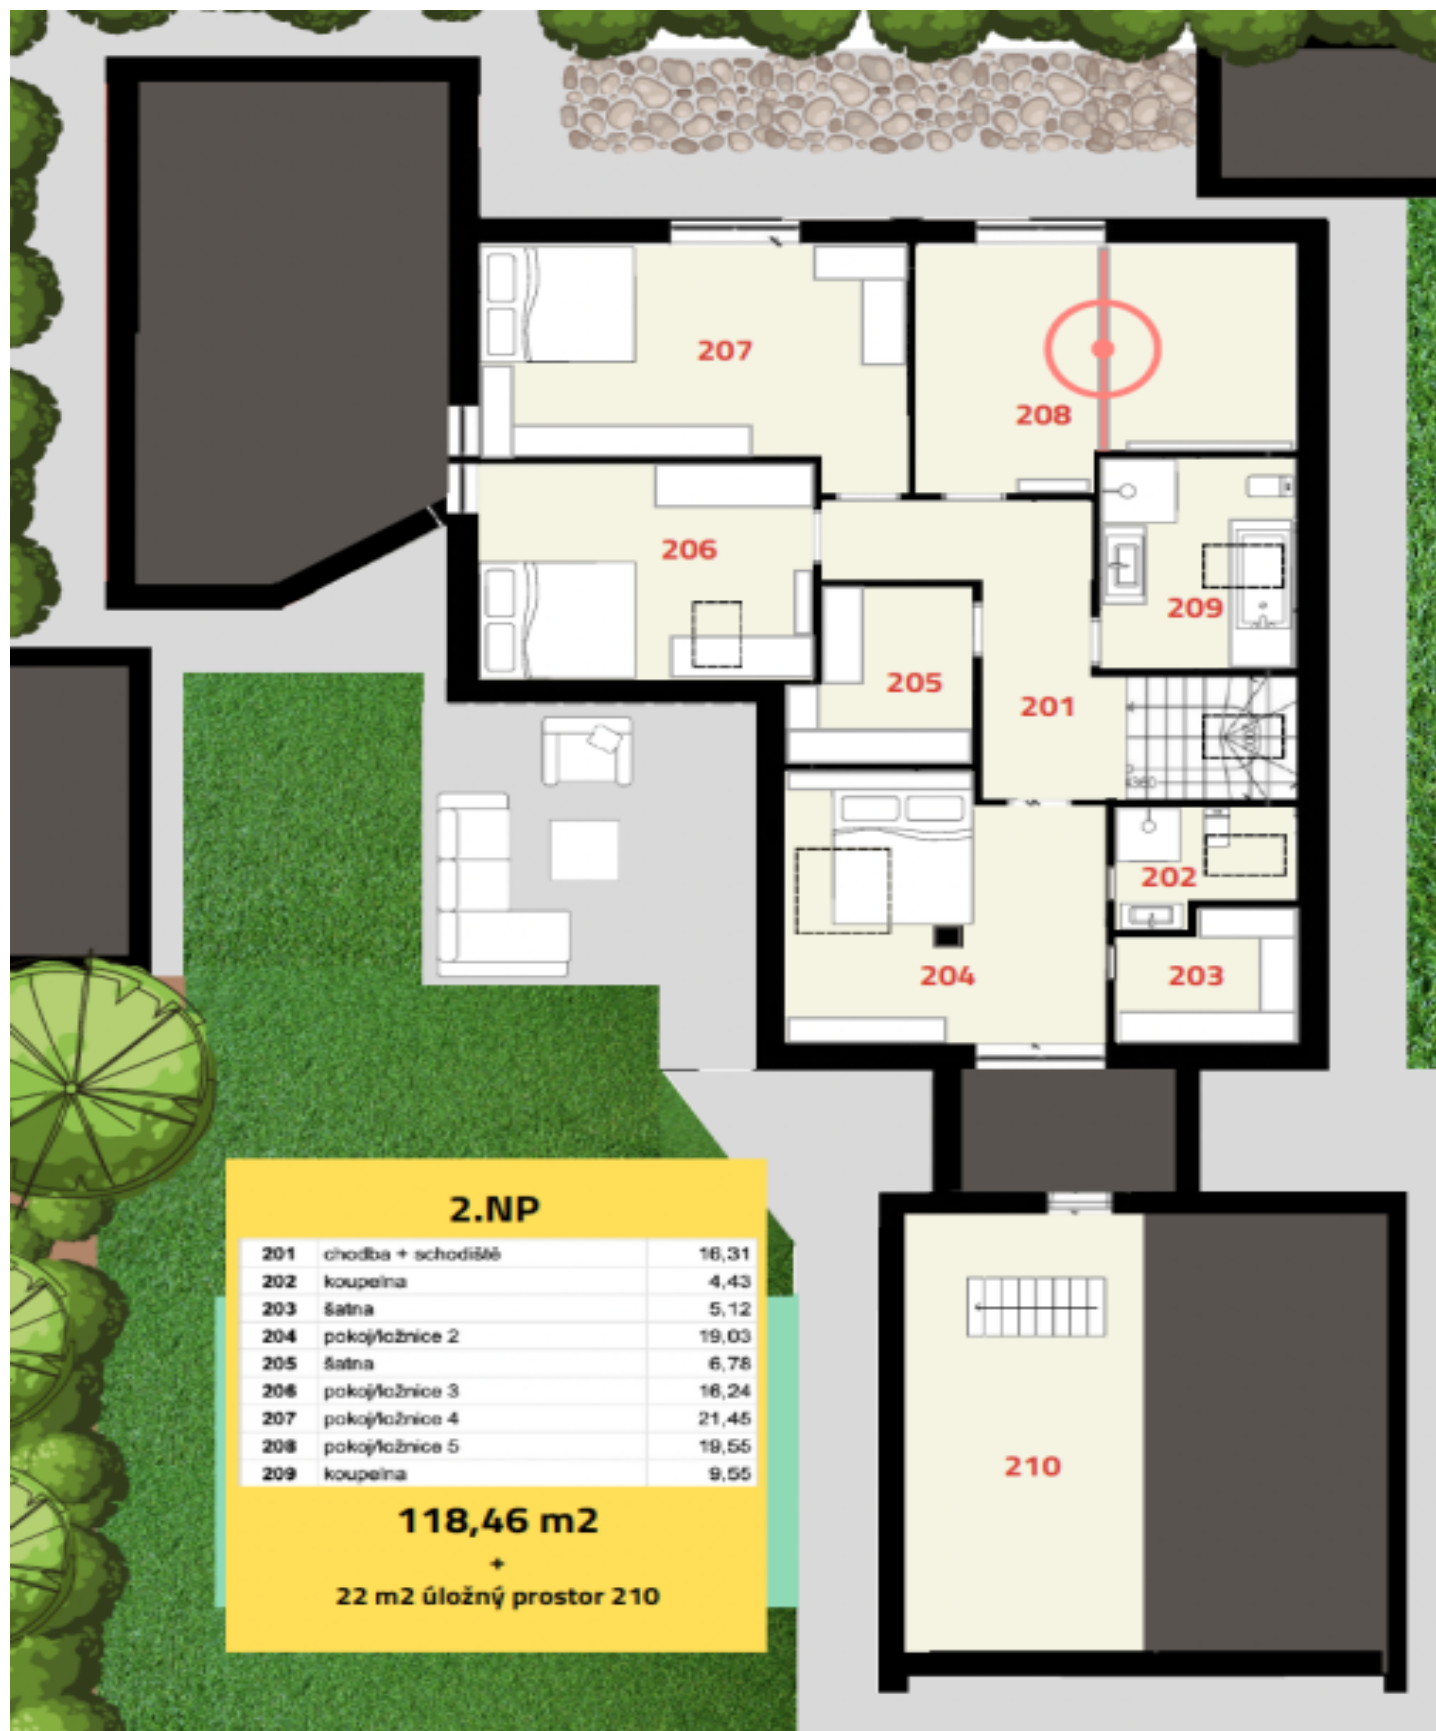 207
208
206
209
205
201
202
204
203
2.NP
201 chodba + schodiště 16,31
202 koupelna 4,43
203 šatna 5,12
204 pokoj/ložnice 2 19,03
205 šatna 6,78
206 pokoj/ložnice 3 16,24
207 pokoj/ložnice 4 21,45
208 pokoj/ložnice 5 19,55
209 koupelna 9,55
118,46 m2
+
22 m2 úložný prostor 210
210